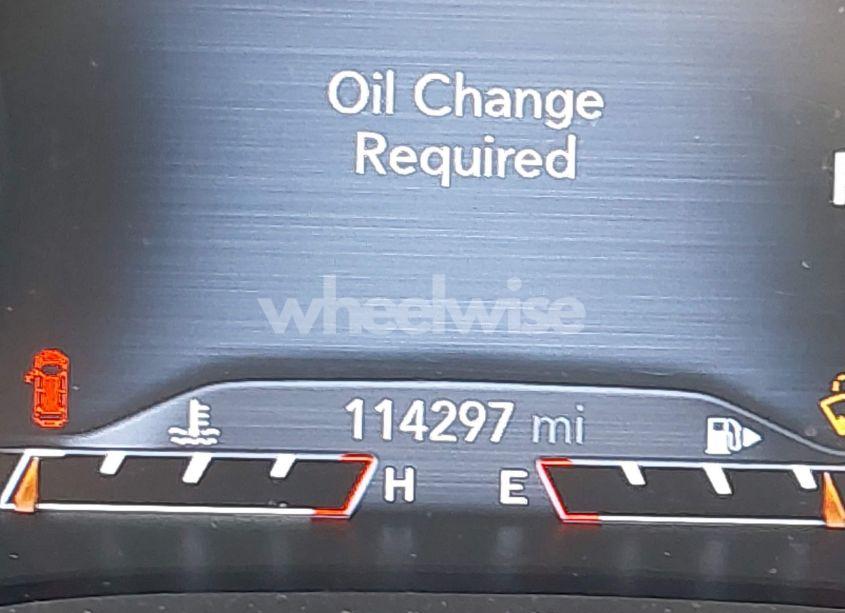 Oil Change
Required
wheelwise
114297 mi
H E